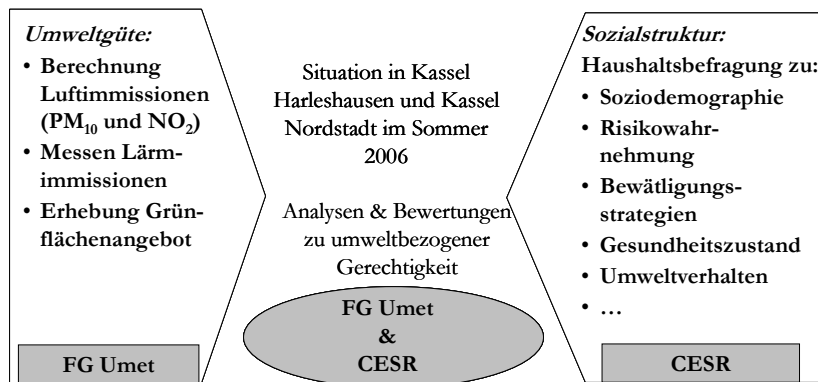 Umweltgüte:
• Berechnung
Luftimmissionen
(PM₁₀ und NO₂)
• Messen Lärm-
immissionen
• Erhebung Grün-
flächenangebot
FG Umet
Situation in Kassel
Harleshausen und Kassel
Nordstadt im Sommer
2006
Analysen & Bewertungen
zu umweltbezogener
Gerechtigkeit
FG Umet
&
CESR
Sozialstruktur:
Haushaltsbefragung zu:
• Soziodemographie
• Risikowahr-
nehmung
• Bewätligungs-
strategien
• Gesundheitszustand
• Umweltverhalten
• …
CESR